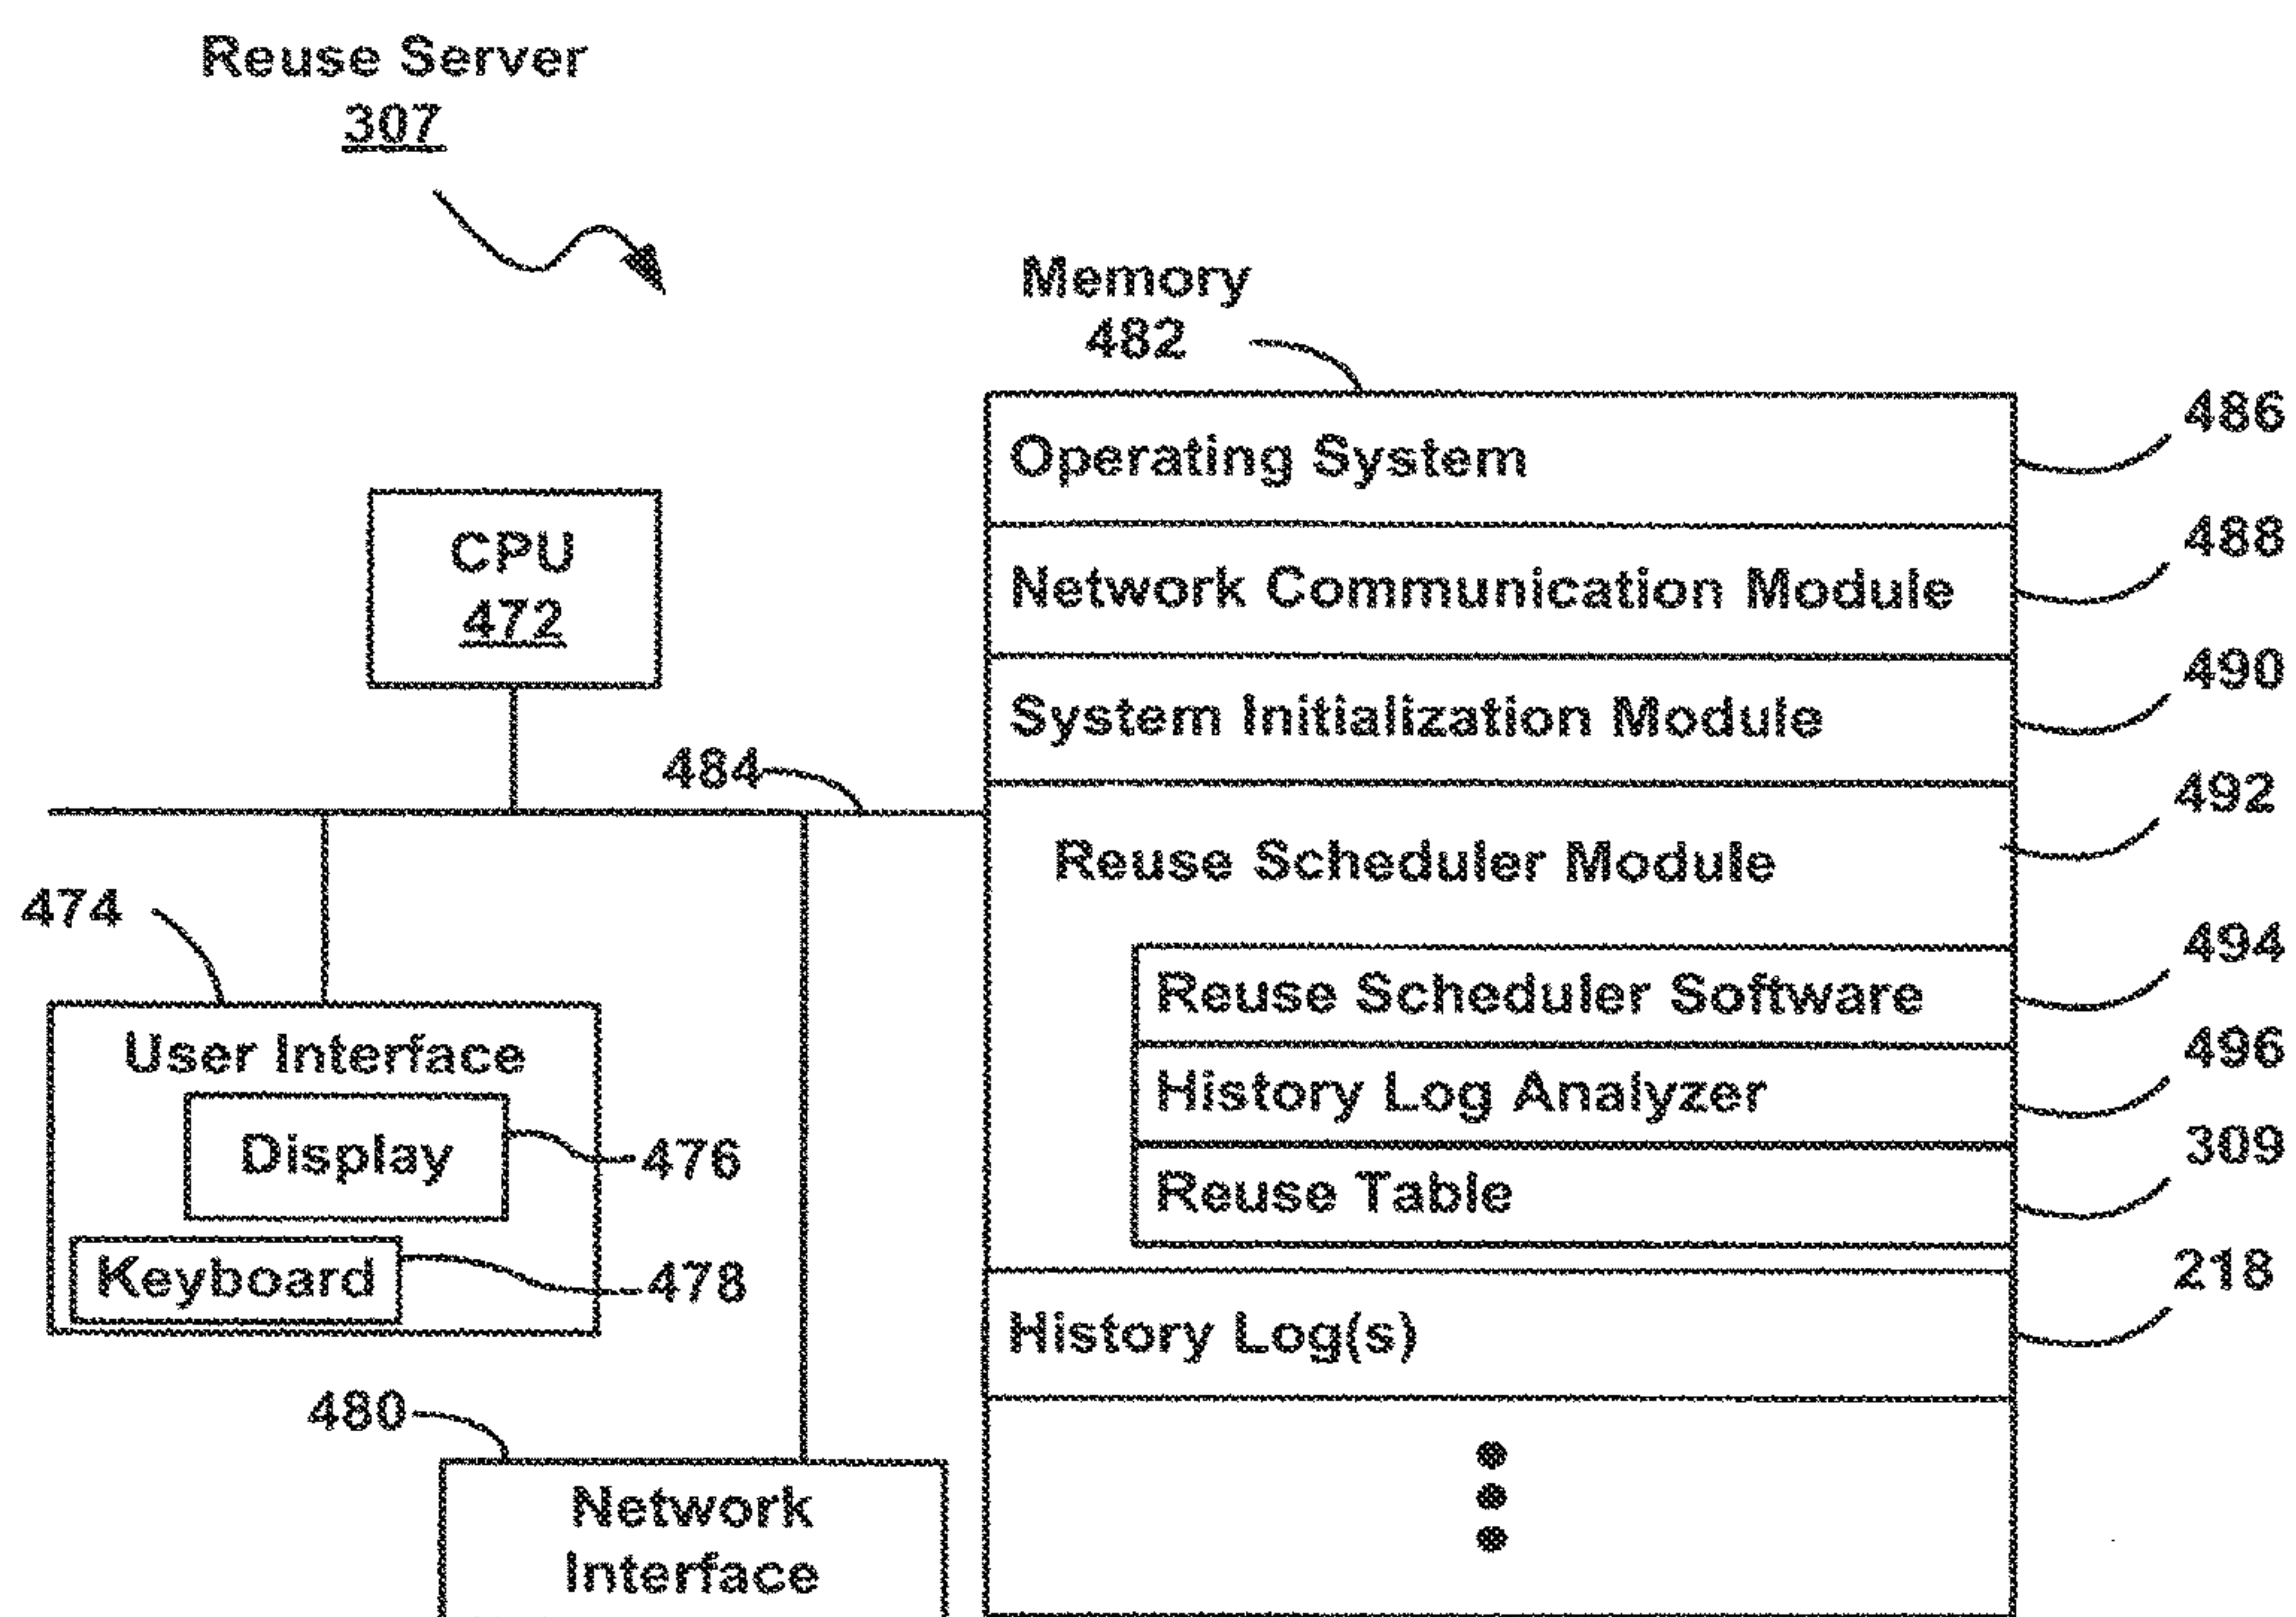 Reuse Server
307
Memory
482
Operating System
486
Network Communication Module
488
System Initialization Module
490
Reuse Scheduler Module
492
Reuse Scheduler Software
494
History Log Analyzer
496
Reuse Table
309
History Log(s)
218
CPU
472
484
474
User Interface
Display
476
Keyboard
478
480
Network
Interface